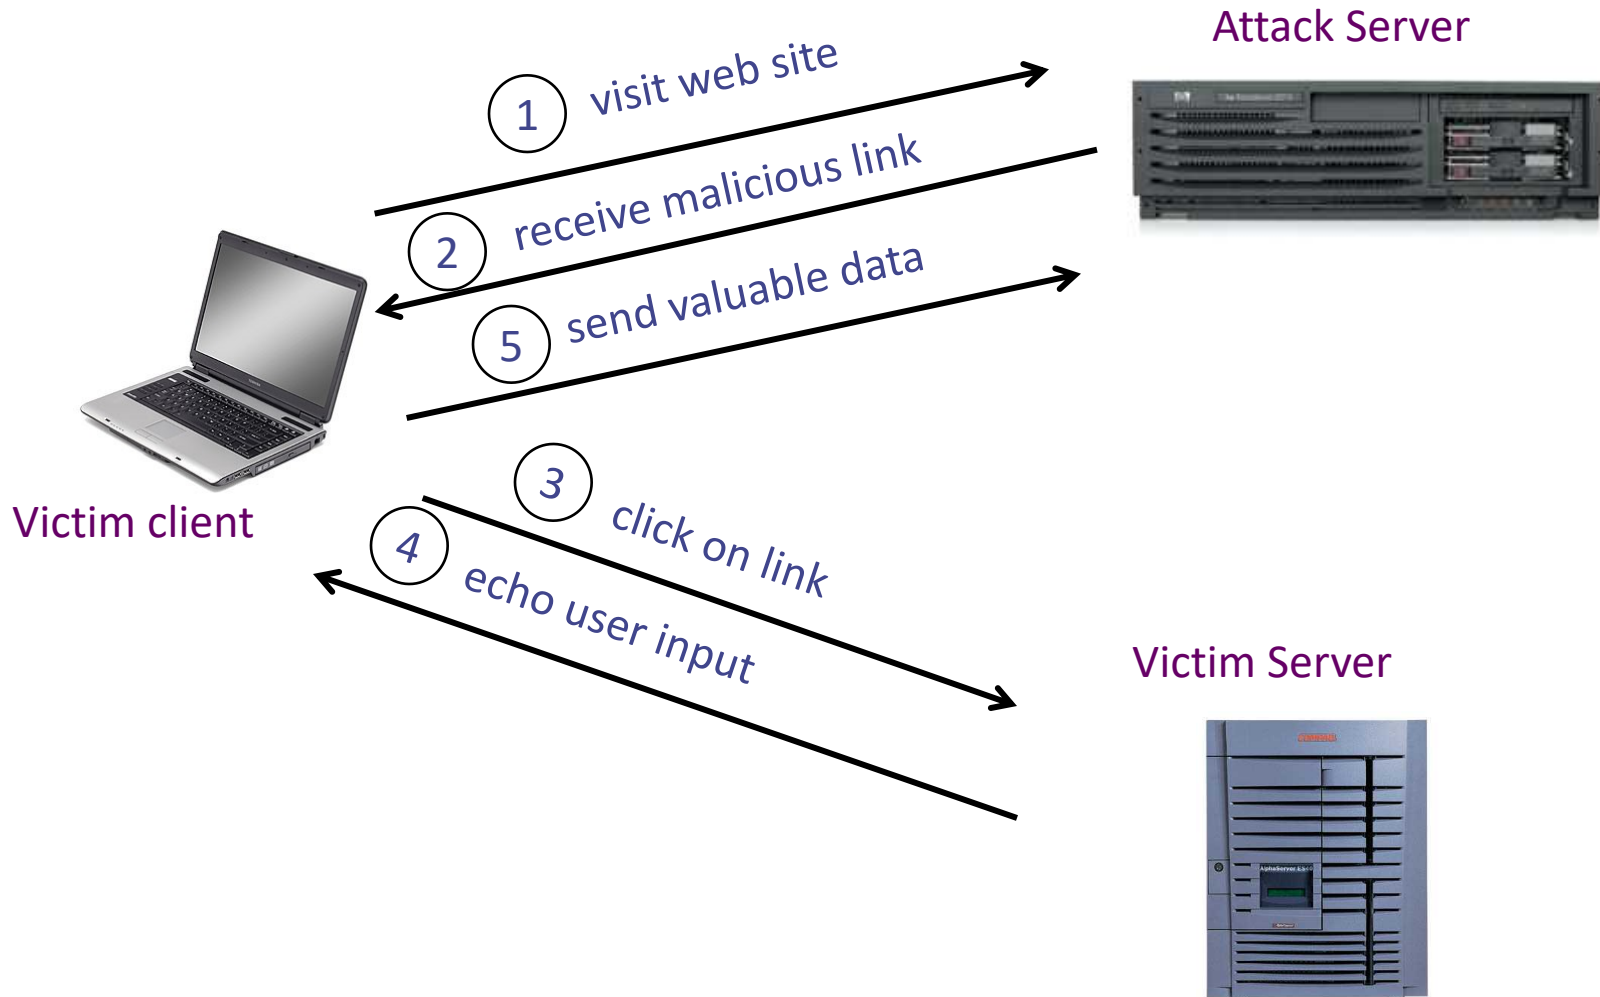 Attack Server
1 visit web site
2 receive malicious link
5 send valuable data
Victim client
3 click on link
4 echo user input
Victim Server